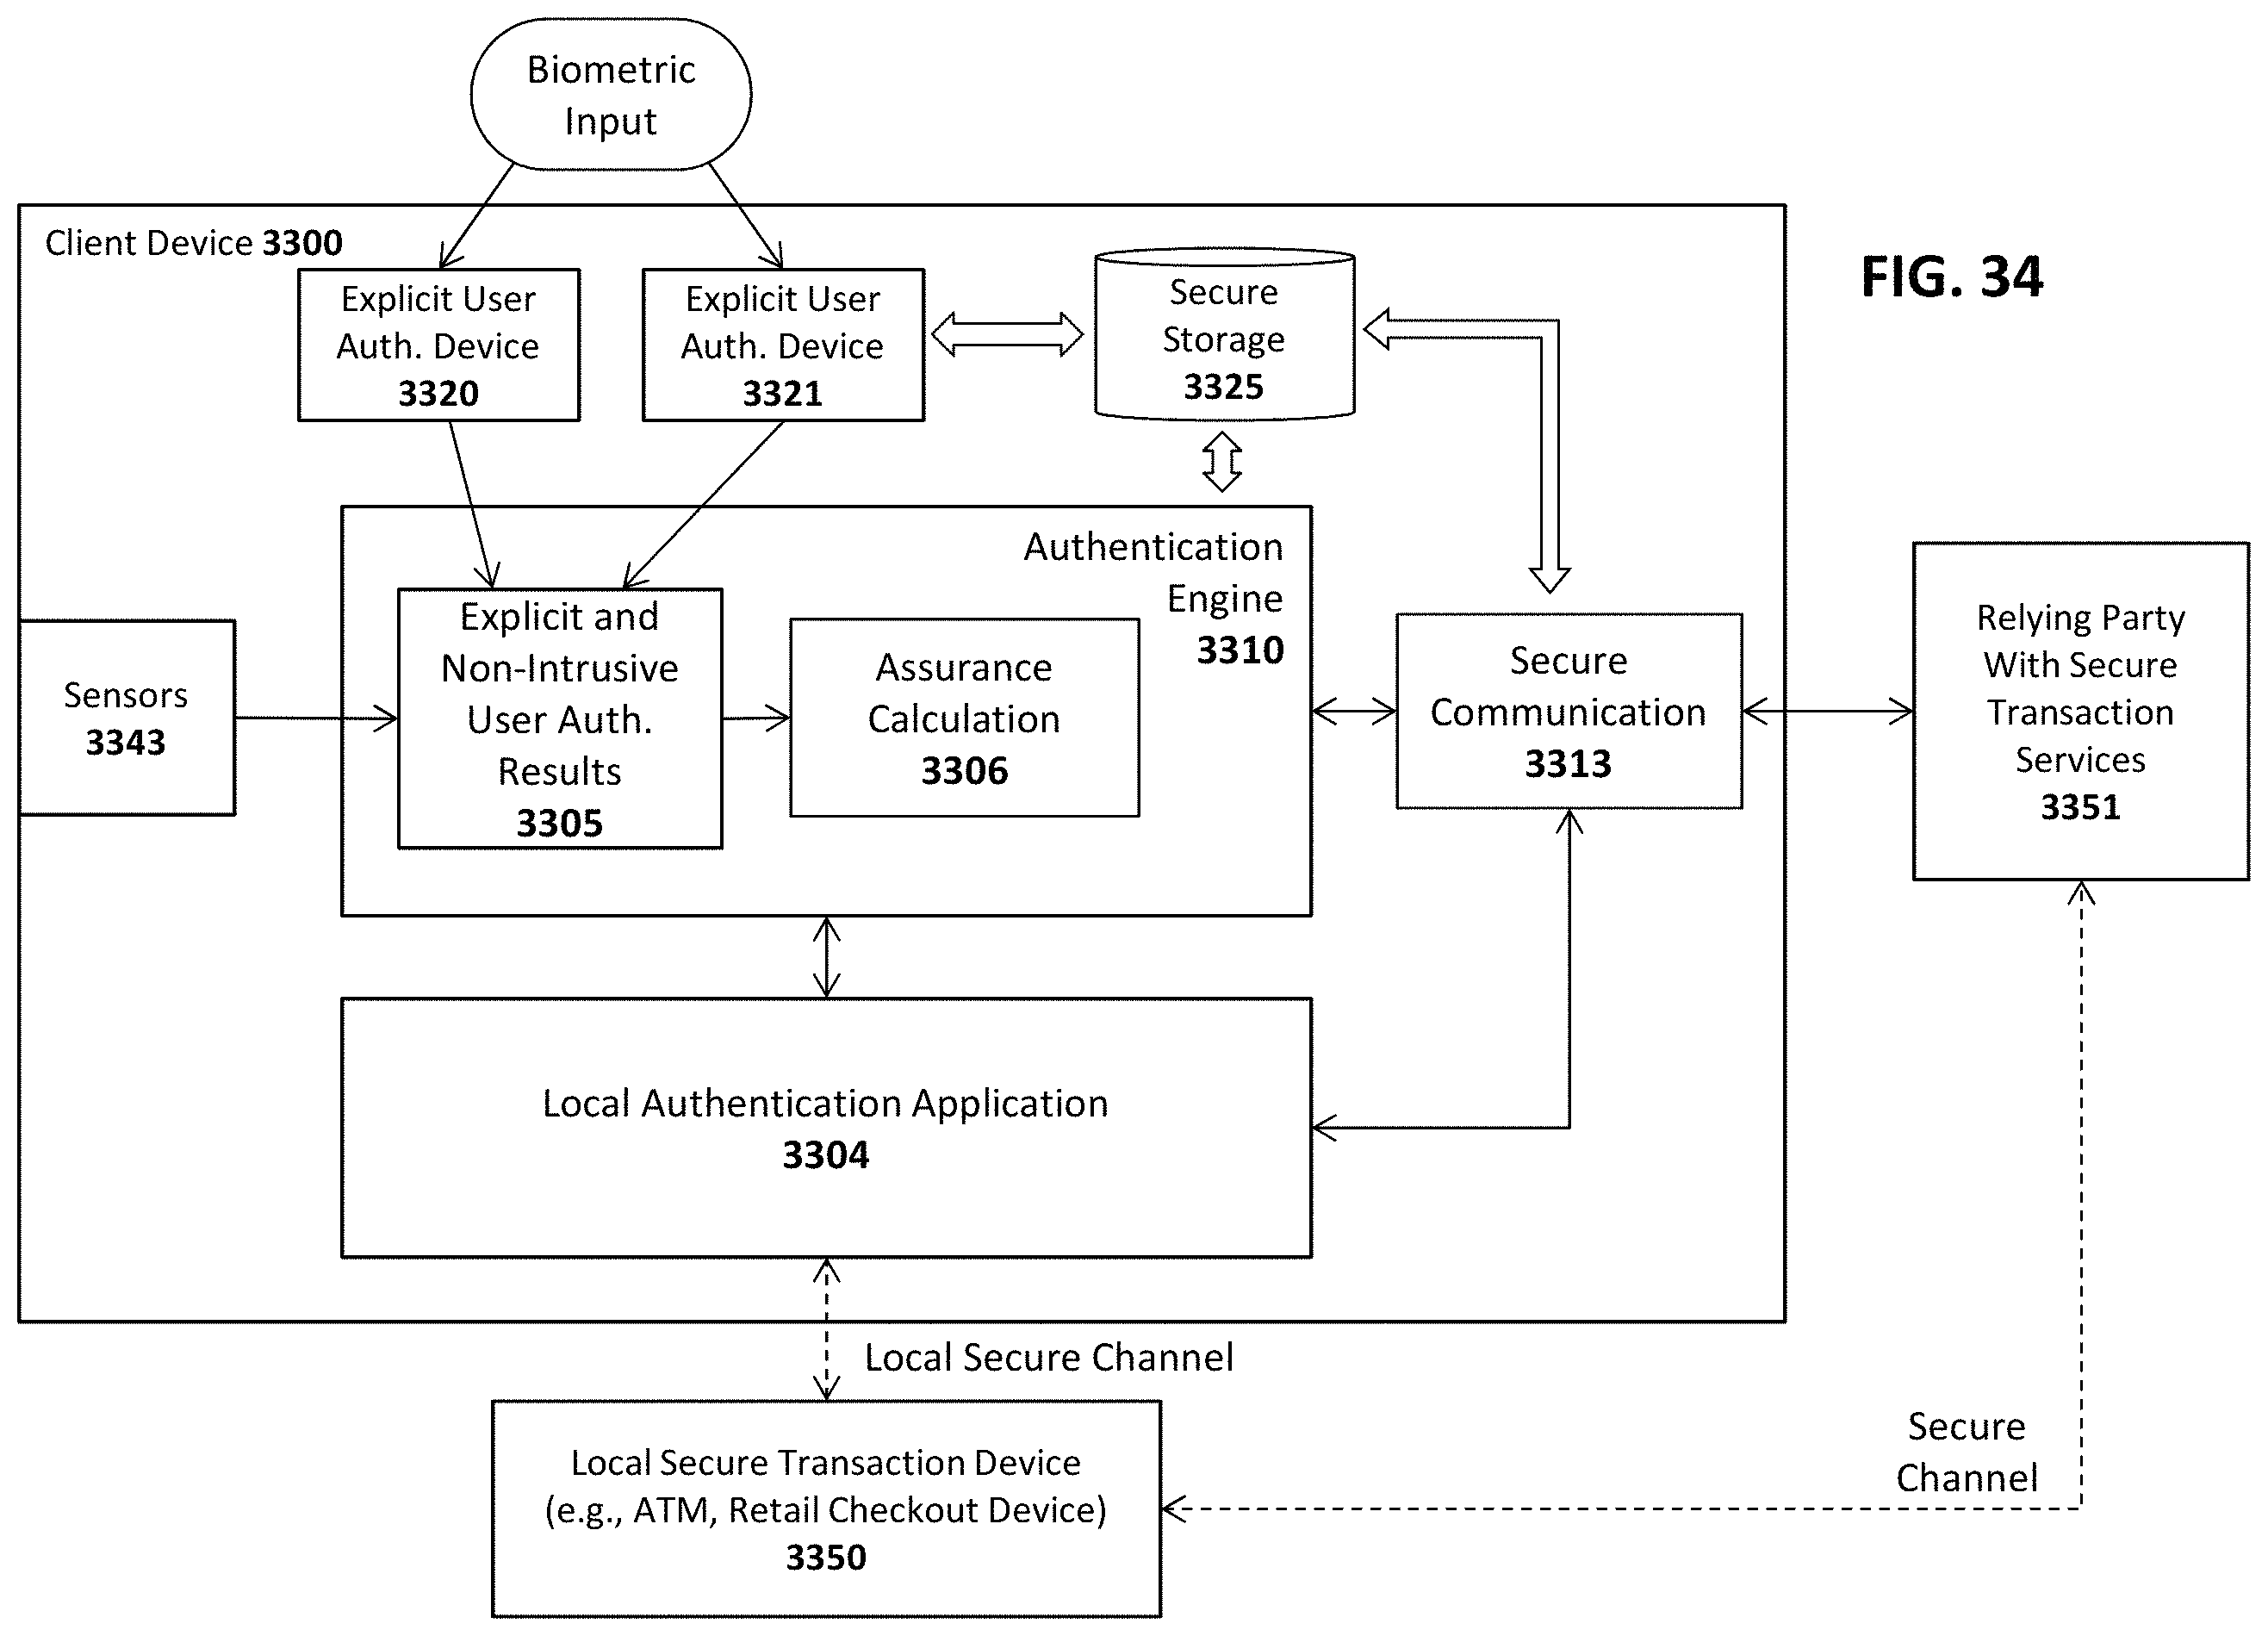 Biometric
Input
Client Device 3300
FIG. 34
Explicit User
Auth. Device
3320
Explicit User
Auth. Device
3321
Secure
Storage
3325
Authentication
Engine
3310
Sensors
3343
Explicit and
Non-Intrusive
User Auth.
Results
3305
Assurance
Calculation
3306
Secure
Communication
3313
Relying Party
With Secure
Transaction
Services
3351
Local Authentication Application
3304
Local Secure Channel
Local Secure Transaction Device
(e.g., ATM, Retail Checkout Device)
3350
Secure
Channel